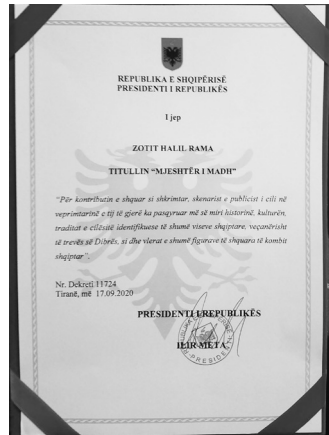 REPUBLIKA E SHQIPËRISË
PRESIDENTI I REPUBLIKËS
I jep
ZOTIT HALIL RAMA
TITULLIN “MJESHTËR I MADH”
“Për kontributin e shquar si shkrimtar, skenarist e publicist i cili në
veprimtarinë e tij të gjerë ka pasqyruar më së miri historinë, kulturën,
traditat e cilësitë identifikuese të shumë viseve shqiptare, veçanërisht
të trevës së Dibrës, si dhe vlerat e shumë figurave të shquara të kombit
shqiptar”.
Nr. Dekreti 11724
Tiranë, më 17.09.2020
PRESIDENTI I REPUBLIKËS
ILIR META